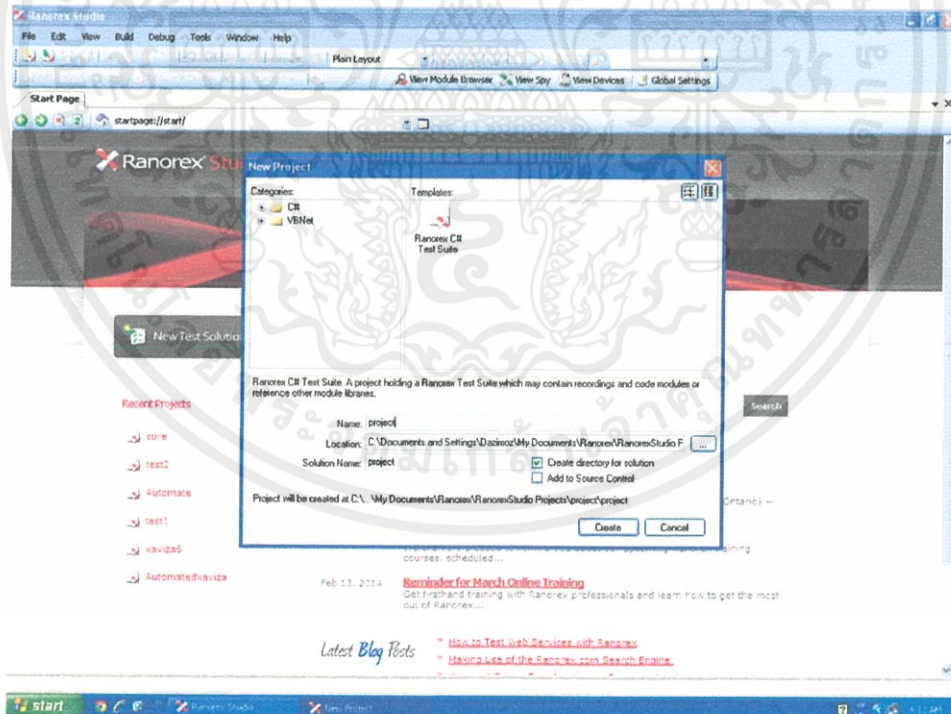 Ranorex Studio
File Edit View Build Debug Tools Window Help
Plain Layout
View Module Browser View Spy View Devices Global Settings
Start Page
startpage://start/
Ranorex Stu
New Project
Categories:
C#
VBNet
Templates:
Ranorex C#
Test Suite
New Test Solution
Ranorex C# Test Suite. A project holding a Ranorex Test Suite which may contain recordings and code modules or
reference other module libraries.
Recent Projects
Search
Name: project
Location: C:\Documents and Settings\Dazimoz\My Documents\Ranorex\RanorexStudio P ...
Solution Name: project
Create directory for solution
Add to Source Control
Project will be created at C:\...\My Documents\Ranorex\RanorexStudio Projects\project\project
Create Cancel
sure
test2
Automate
test1
kaviza5
Automatedkaviza
Ontario) —
training
courses, scheduled...
Feb 13, 2014 Reminder for March Online Training
Get firsthand training with Ranorex professionals and learn how to get the most
out of Ranorex...
Latest Blog Posts
How to Test Web Services with Ranorex
Making Use of the Ranorex.com Search Engine
start Ranorex Studio New Project